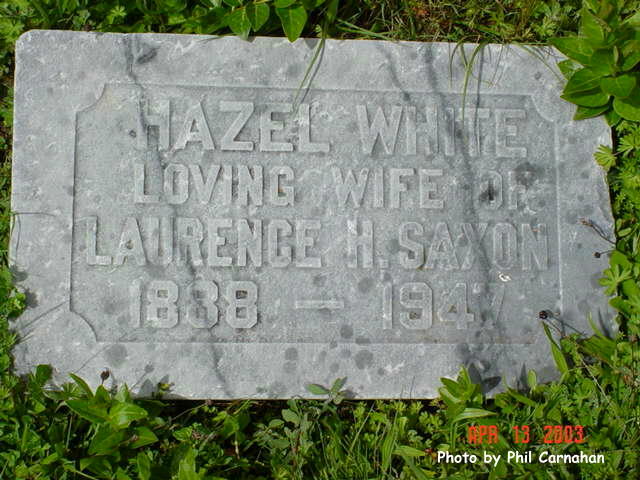 HAZEL WHITE
LOVING WIFE OF
LAURENCE H. SAXON
1888 — 1947
APR 13 2003
Photo by Phil Carnahan